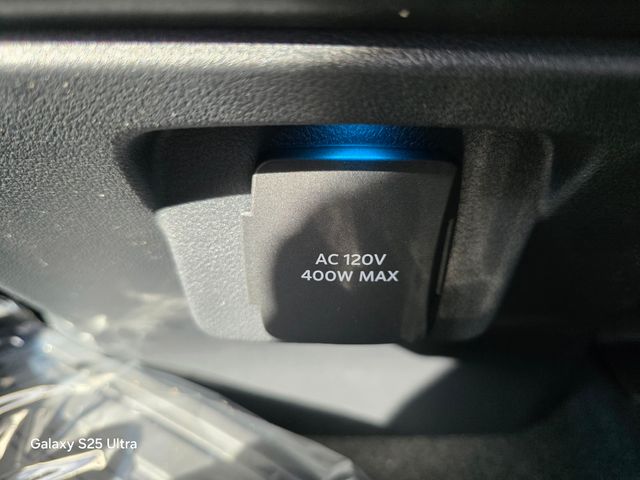 AC 120V
400W MAX
Galaxy S25 Ultra